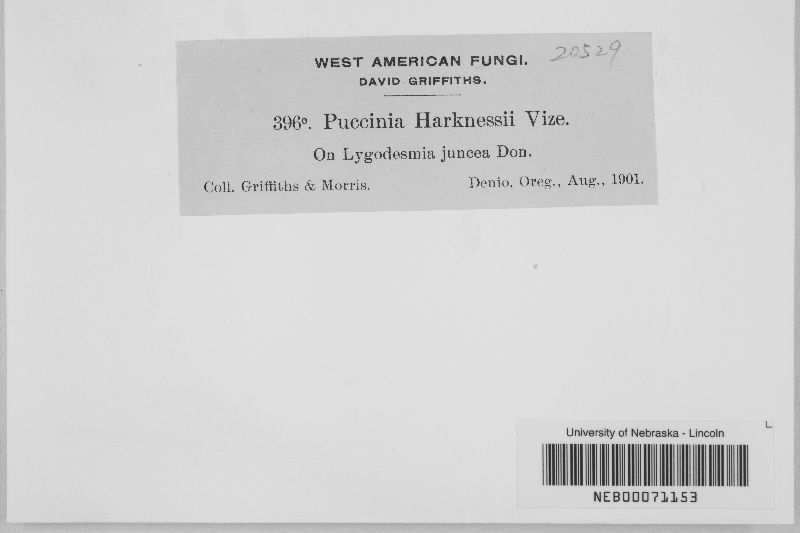 WEST AMERICAN FUNGI. 20529
DAVID GRIFFITHS.
396º. Puccinia Harknessii Vize.
On Lygodesmia juncea Don.
Coll. Griffiths & Morris. Denio, Oreg., Aug., 1901.
University of Nebraska - Lincoln
NEB00071153